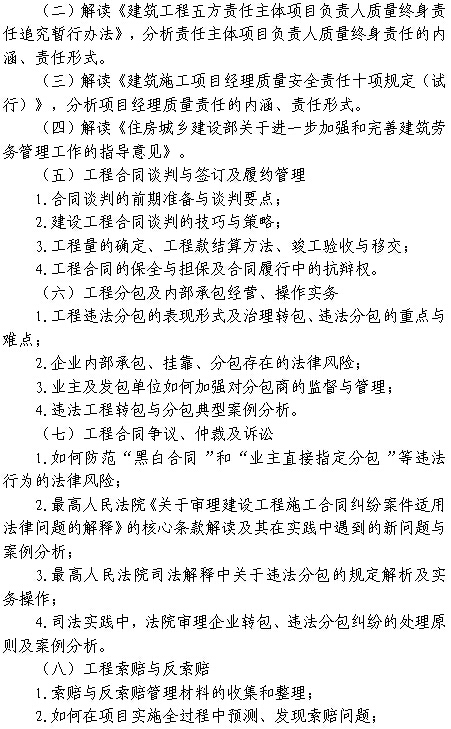 （二）解读《建筑工程五方责任主体项目负责人质量终身责
任追究暂行办法》，分析责任主体项目负责人质量终身责任的内
涵、责任形式。
（三）解读《建筑施工项目经理质量安全责任十项规定（试
行）》，分析项目经理质量责任的内涵、责任形式。
（四）解读《住房城乡建设部关于进一步加强和完善建筑劳
务管理工作的指导意见》。
（五）工程合同谈判与签订及履约管理
1.合同谈判的前期准备与谈判要点；
2.建设工程合同谈判的技巧与策略；
3.工程量的确定、工程款结算方法、竣工验收与移交；
4.工程合同的保全与担保及合同履行中的抗辩权。
（六）工程分包及内部承包经营、操作实务
1.工程违法分包的表现形式及治理转包、违法分包的重点与
难点；
2.企业内部承包、挂靠、分包存在的法律风险；
3.业主及发包单位如何加强对分包商的监督与管理；
4.违法工程转包与分包典型案例分析。
（七）工程合同争议、仲裁及诉讼
1.如何防范“黑白合同”和“业主直接指定分包”等违法
行为的法律风险；
2.最高人民法院《关于审理建设工程施工合同纠纷案件适用
法律问题的解释》的核心条款解读及其在实践中遇到的新问题与
案例分析；
3.最高人民法院司法解释中关于违法分包的规定解析及实
务操作；
4.司法实践中，法院审理企业转包、违法分包纠纷的处理原
则及案例分析。
（八）工程索赔与反索赔
1.索赔与反索赔管理材料的收集和整理；
2.如何在项目实施全过程中预测、发现索赔问题；